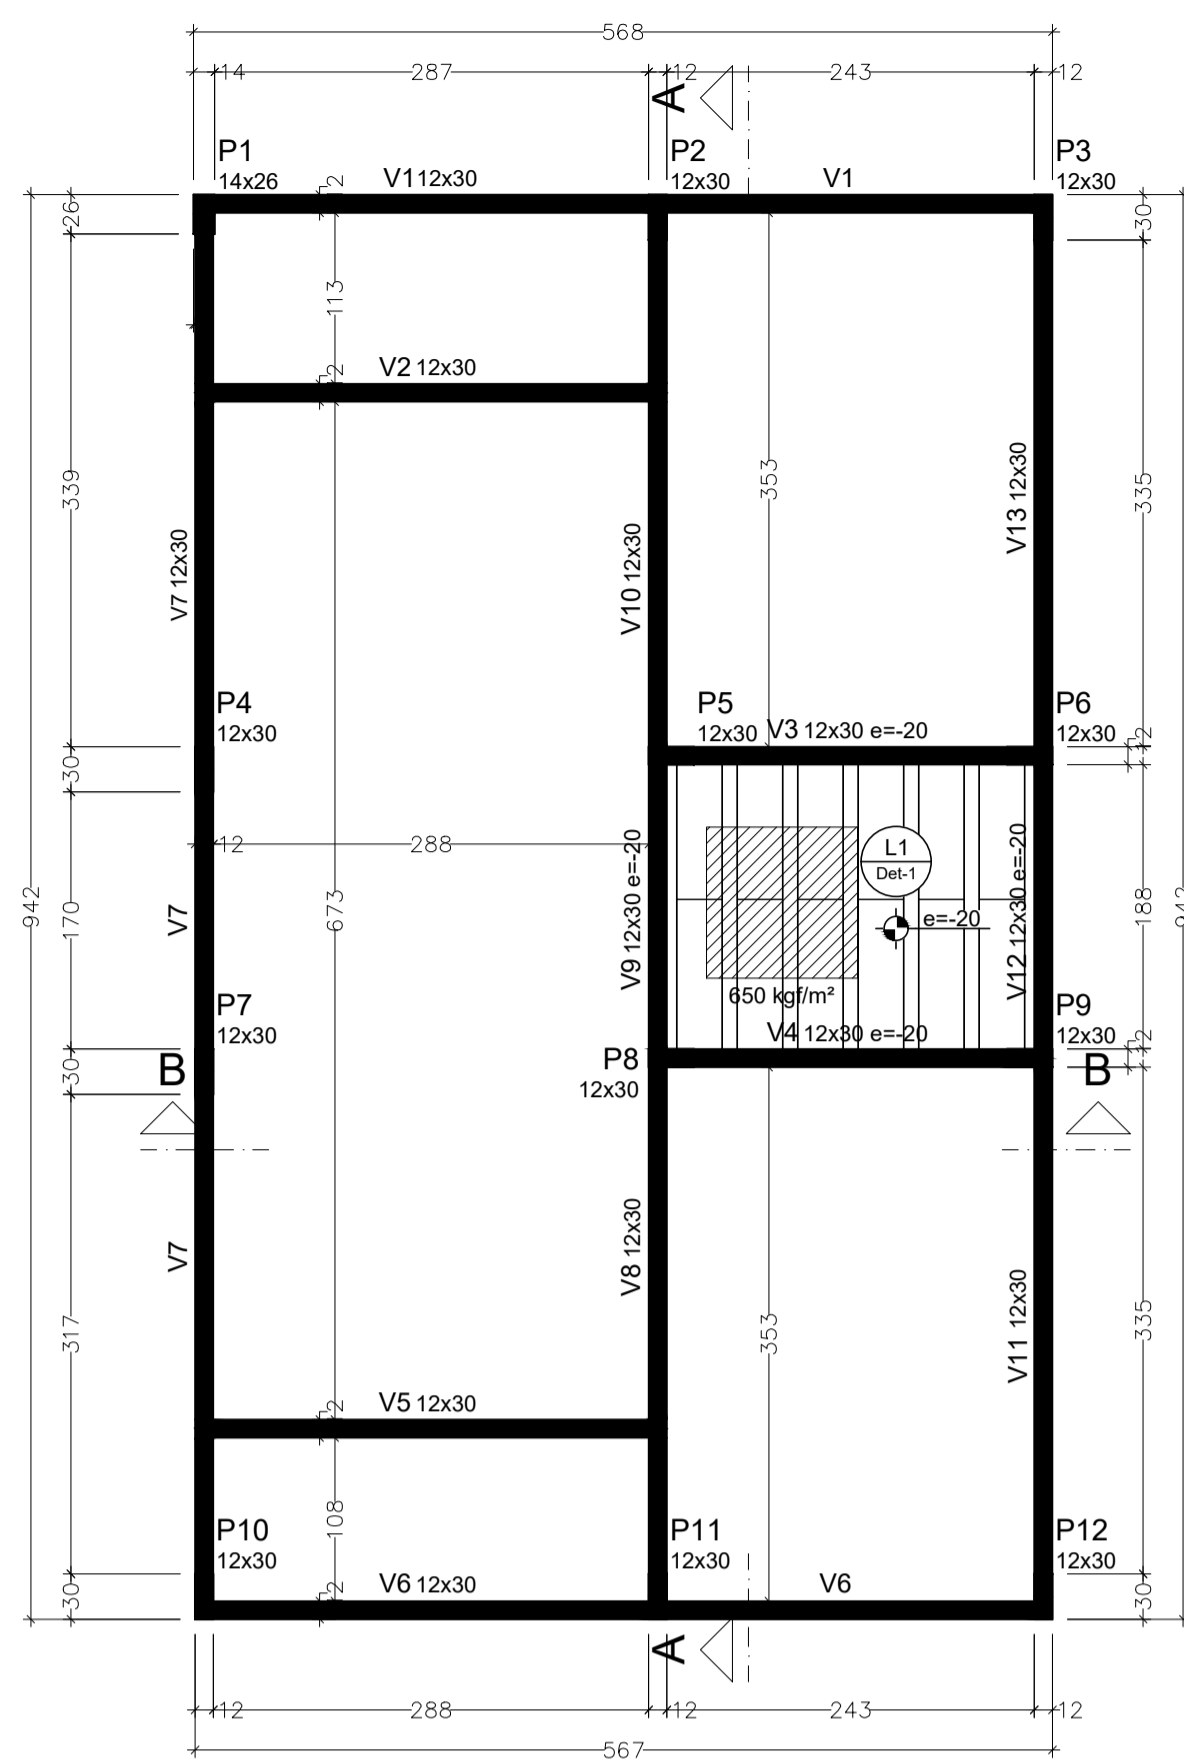 568
14 287 12 243 12
A
P1 P2 P3
14x26 V1 12x30 12 12x30 V1 12x30
26 30
113
V2 12x30
12
339 353 335
V7 12x30 V10 12x30 V13 12x30
P4 P5 P6
12x30 12x30 V3 12x30 e=-20 12x30
30 12
12 288
L1
Det-1
942 170 V7 673 V9 12x30 e=-20 e=-20 V12 12x30 e=-20 188 942
650 kgf/m²
P7 V4 12x30 e=-20 P9
12x30 12x30
30 12
P8
12x30
B B
V7 V8 12x30
317 353 V11 12x30 335
V5 12x30
12
P10 108 P11 P12
12x30 12x30 12x30
30 V6 12x30 12 V6 30
A
12 288 12 243 12
567